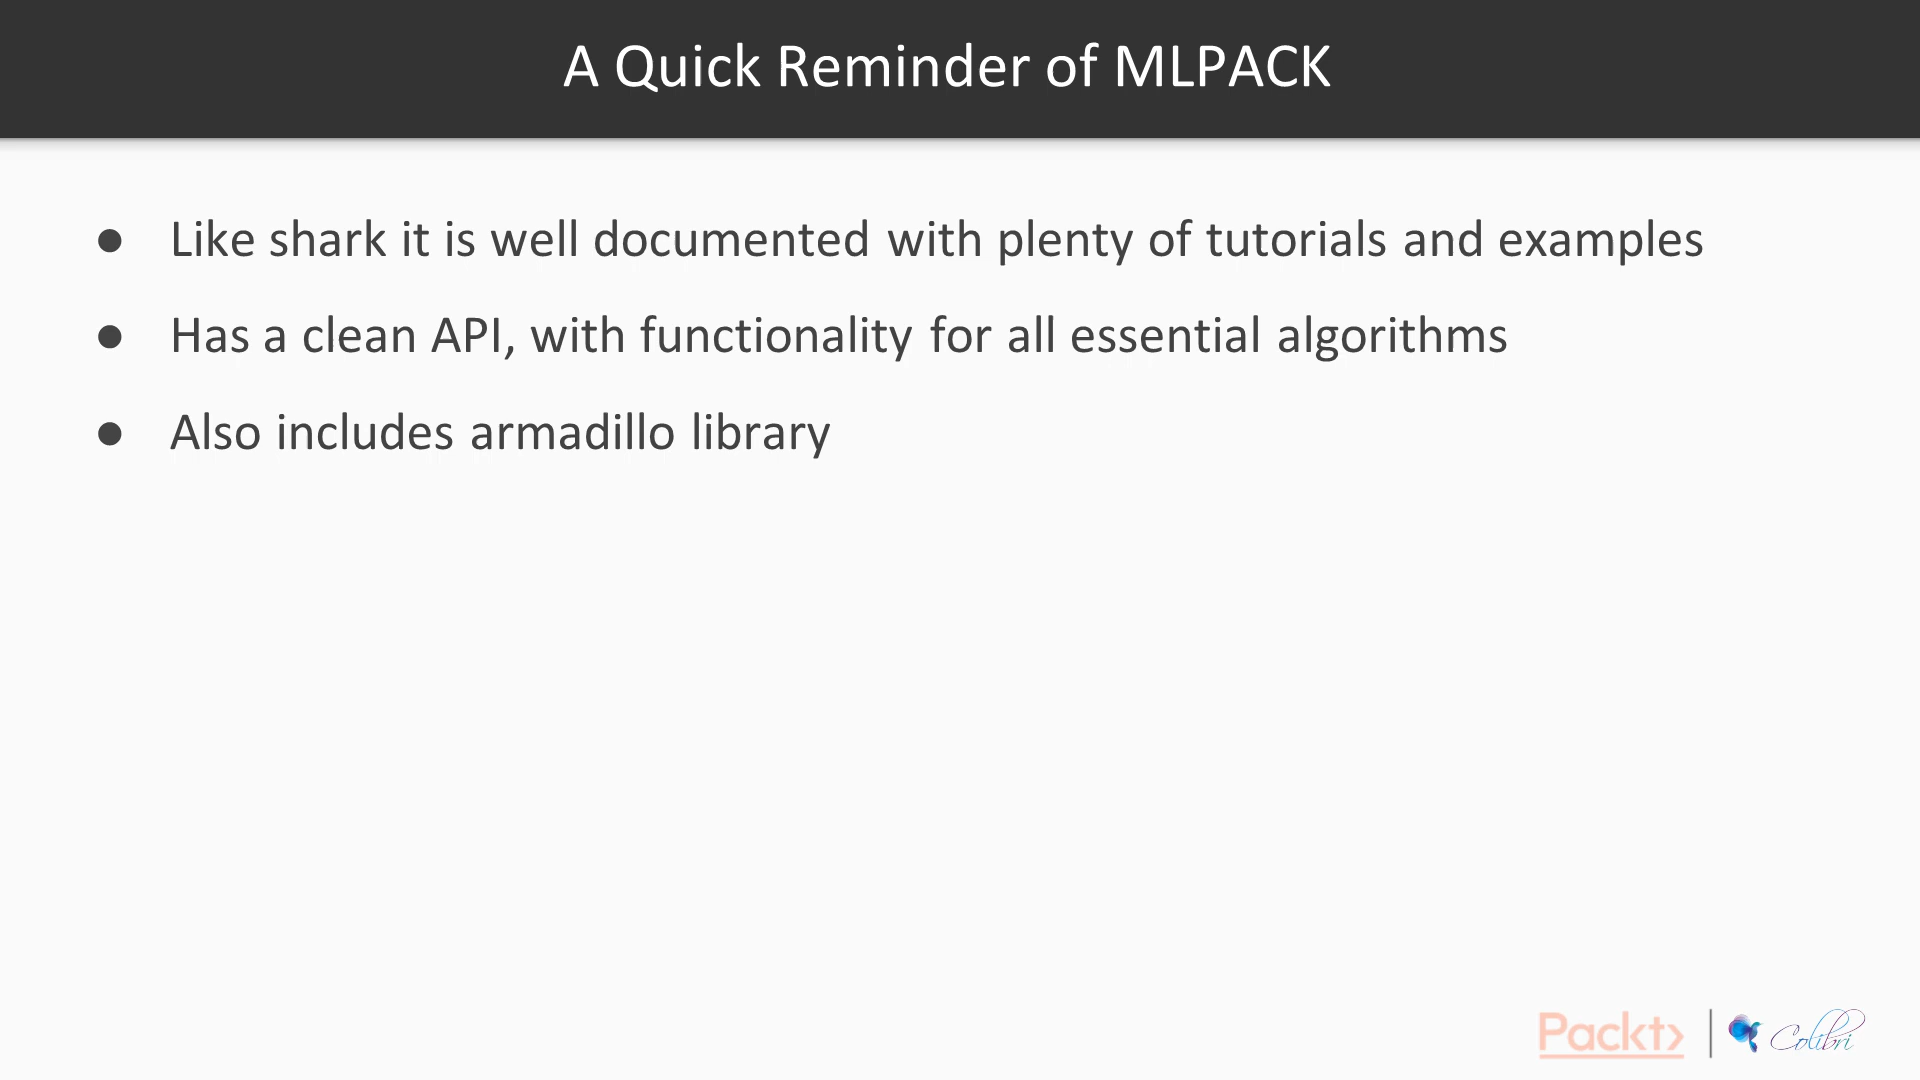 A Quick Reminder of MLPACK
● Like shark it is well documented with plenty of tutorials and examples
● Has a clean API, with functionality for all essential algorithms
● Also includes armadillo library
Packt> | Colibri